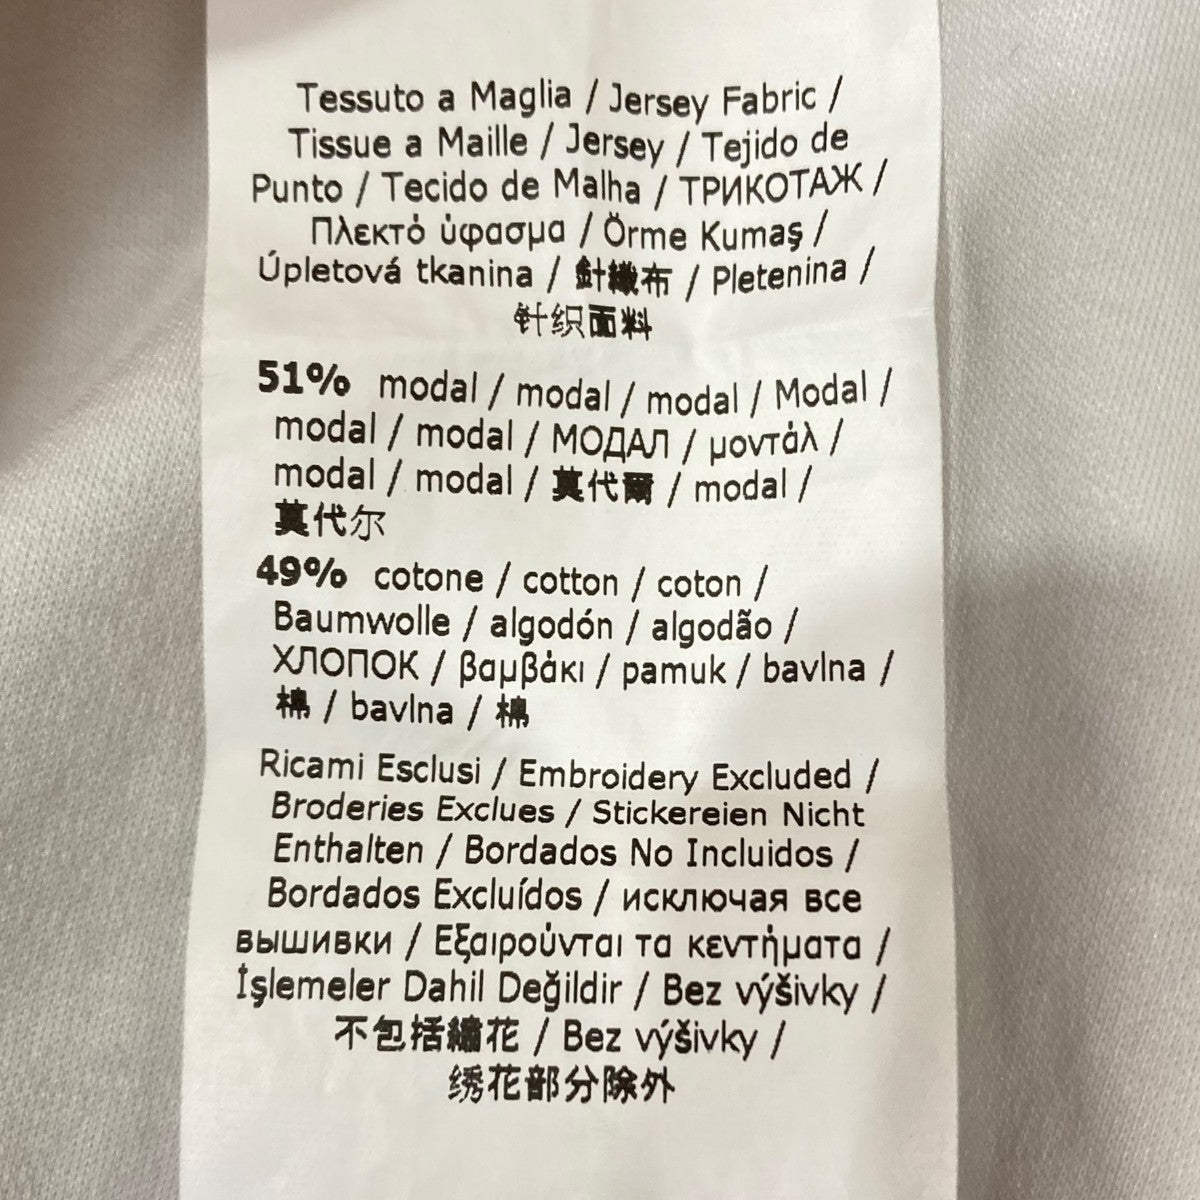 Tessuto a Maglia / Jersey Fabric /
Tissue a Maille / Jersey / Tejido de
Punto / Tecido de Malha / ТРИКОТАЖ /
Πλεκτό ύφασμα / Örme Kumaş /
Úpletová tkanina / 針織布 / Pletenina /
针织面料
51% modal / modal / modal / Modal /
modal / modal / МОДАЛ / μοντάλ /
modal / modal / 莫代爾 / modal /
莫代尔
49% cotone / cotton / coton /
Baumwolle / algodón / algodão /
ХЛОПОК / βαμβάκι / pamuk / bavlna /
棉 / bavlna / 棉
Ricami Esclusi / Embroidery Excluded /
Broderies Exclues / Stickereien Nicht
Enthalten / Bordados No Incluidos /
Bordados Excluídos / исключая все
вышивки / Εξαιρούνται τα κεντήματα /
İşlemeler Dahil Değildir / Bez výšivky /
不包括繡花 / Bez výšivky /
绣花部分除外